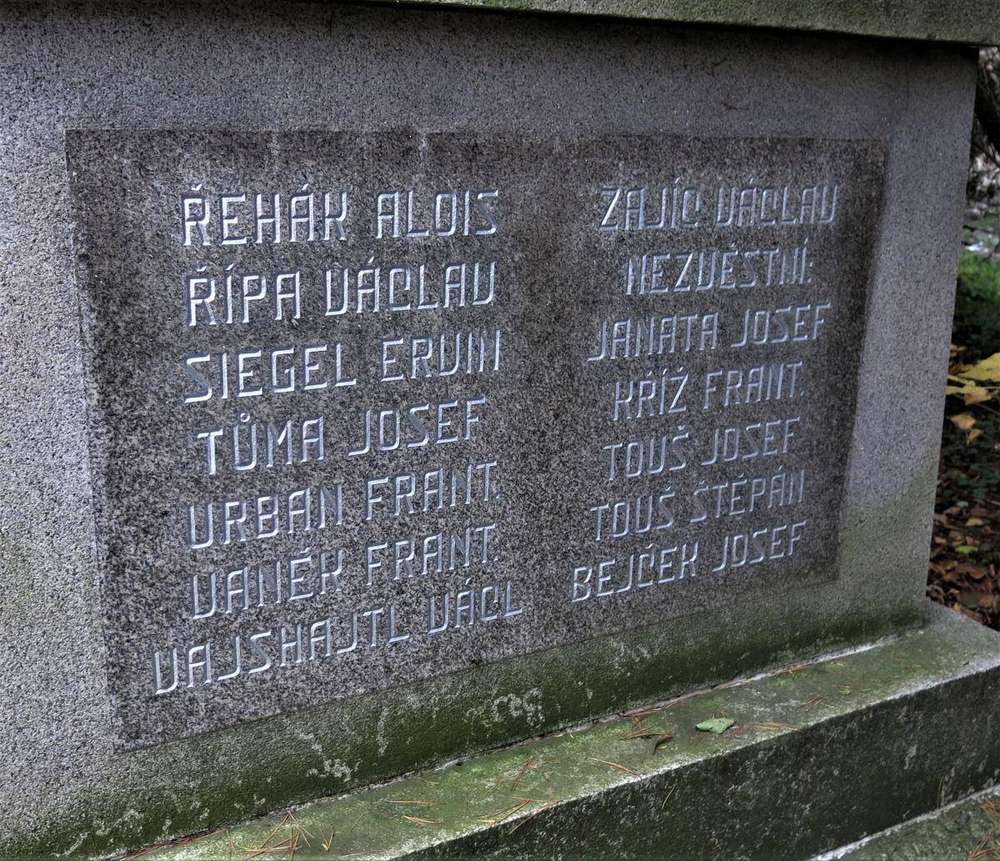 ŘEHÁK ALOIS
ŘÍPA VÁCLAV
SIEGEL ERVIN
TŮMA JOSEF
URBAN FRANT.
VANĚK FRANT.
VAJSHAJTL VÁCL
ZAJÍC VÁCLAV
NEZVĚSTNÍ:
JANATA JOSEF
KŘÍŽ FRANT.
TOUŠ JOSEF
TOUŠ ŠTĚPÁN
BEJČEK JOSEF